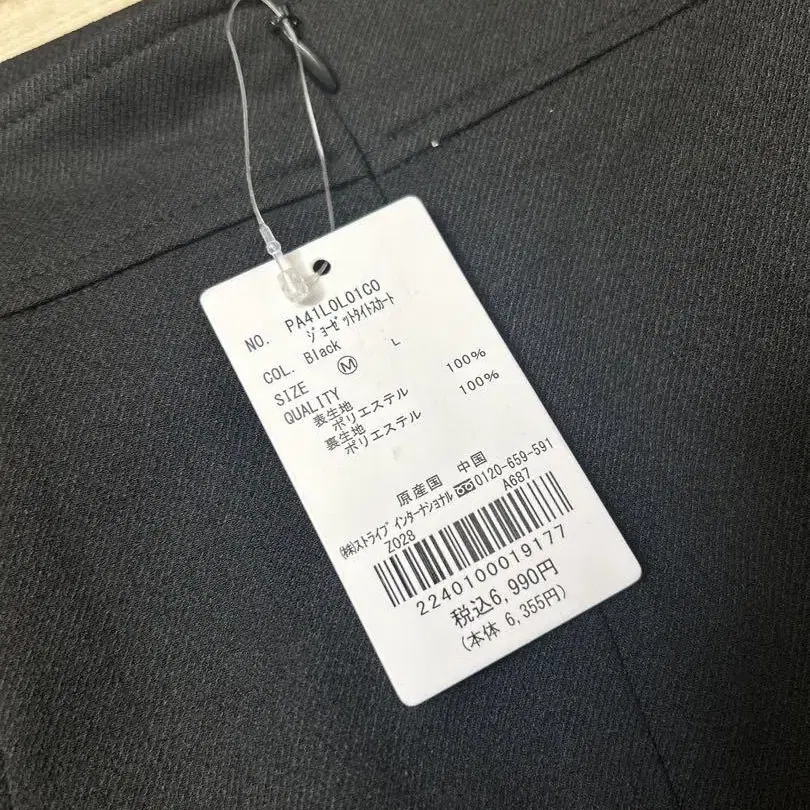 NO. PA41L0L01C0
ジョーゼットタイトスカート
COL. Black
SIZE Ⓜ L
QUALITY
表生地
ポリエステル 100%
裏生地
ポリエステル 100%
原産国 中国
㈱ストライプインターナショナル 0120-659-591
Z028 A687
2240100019177
税込6,990円
(本体 6,355円)